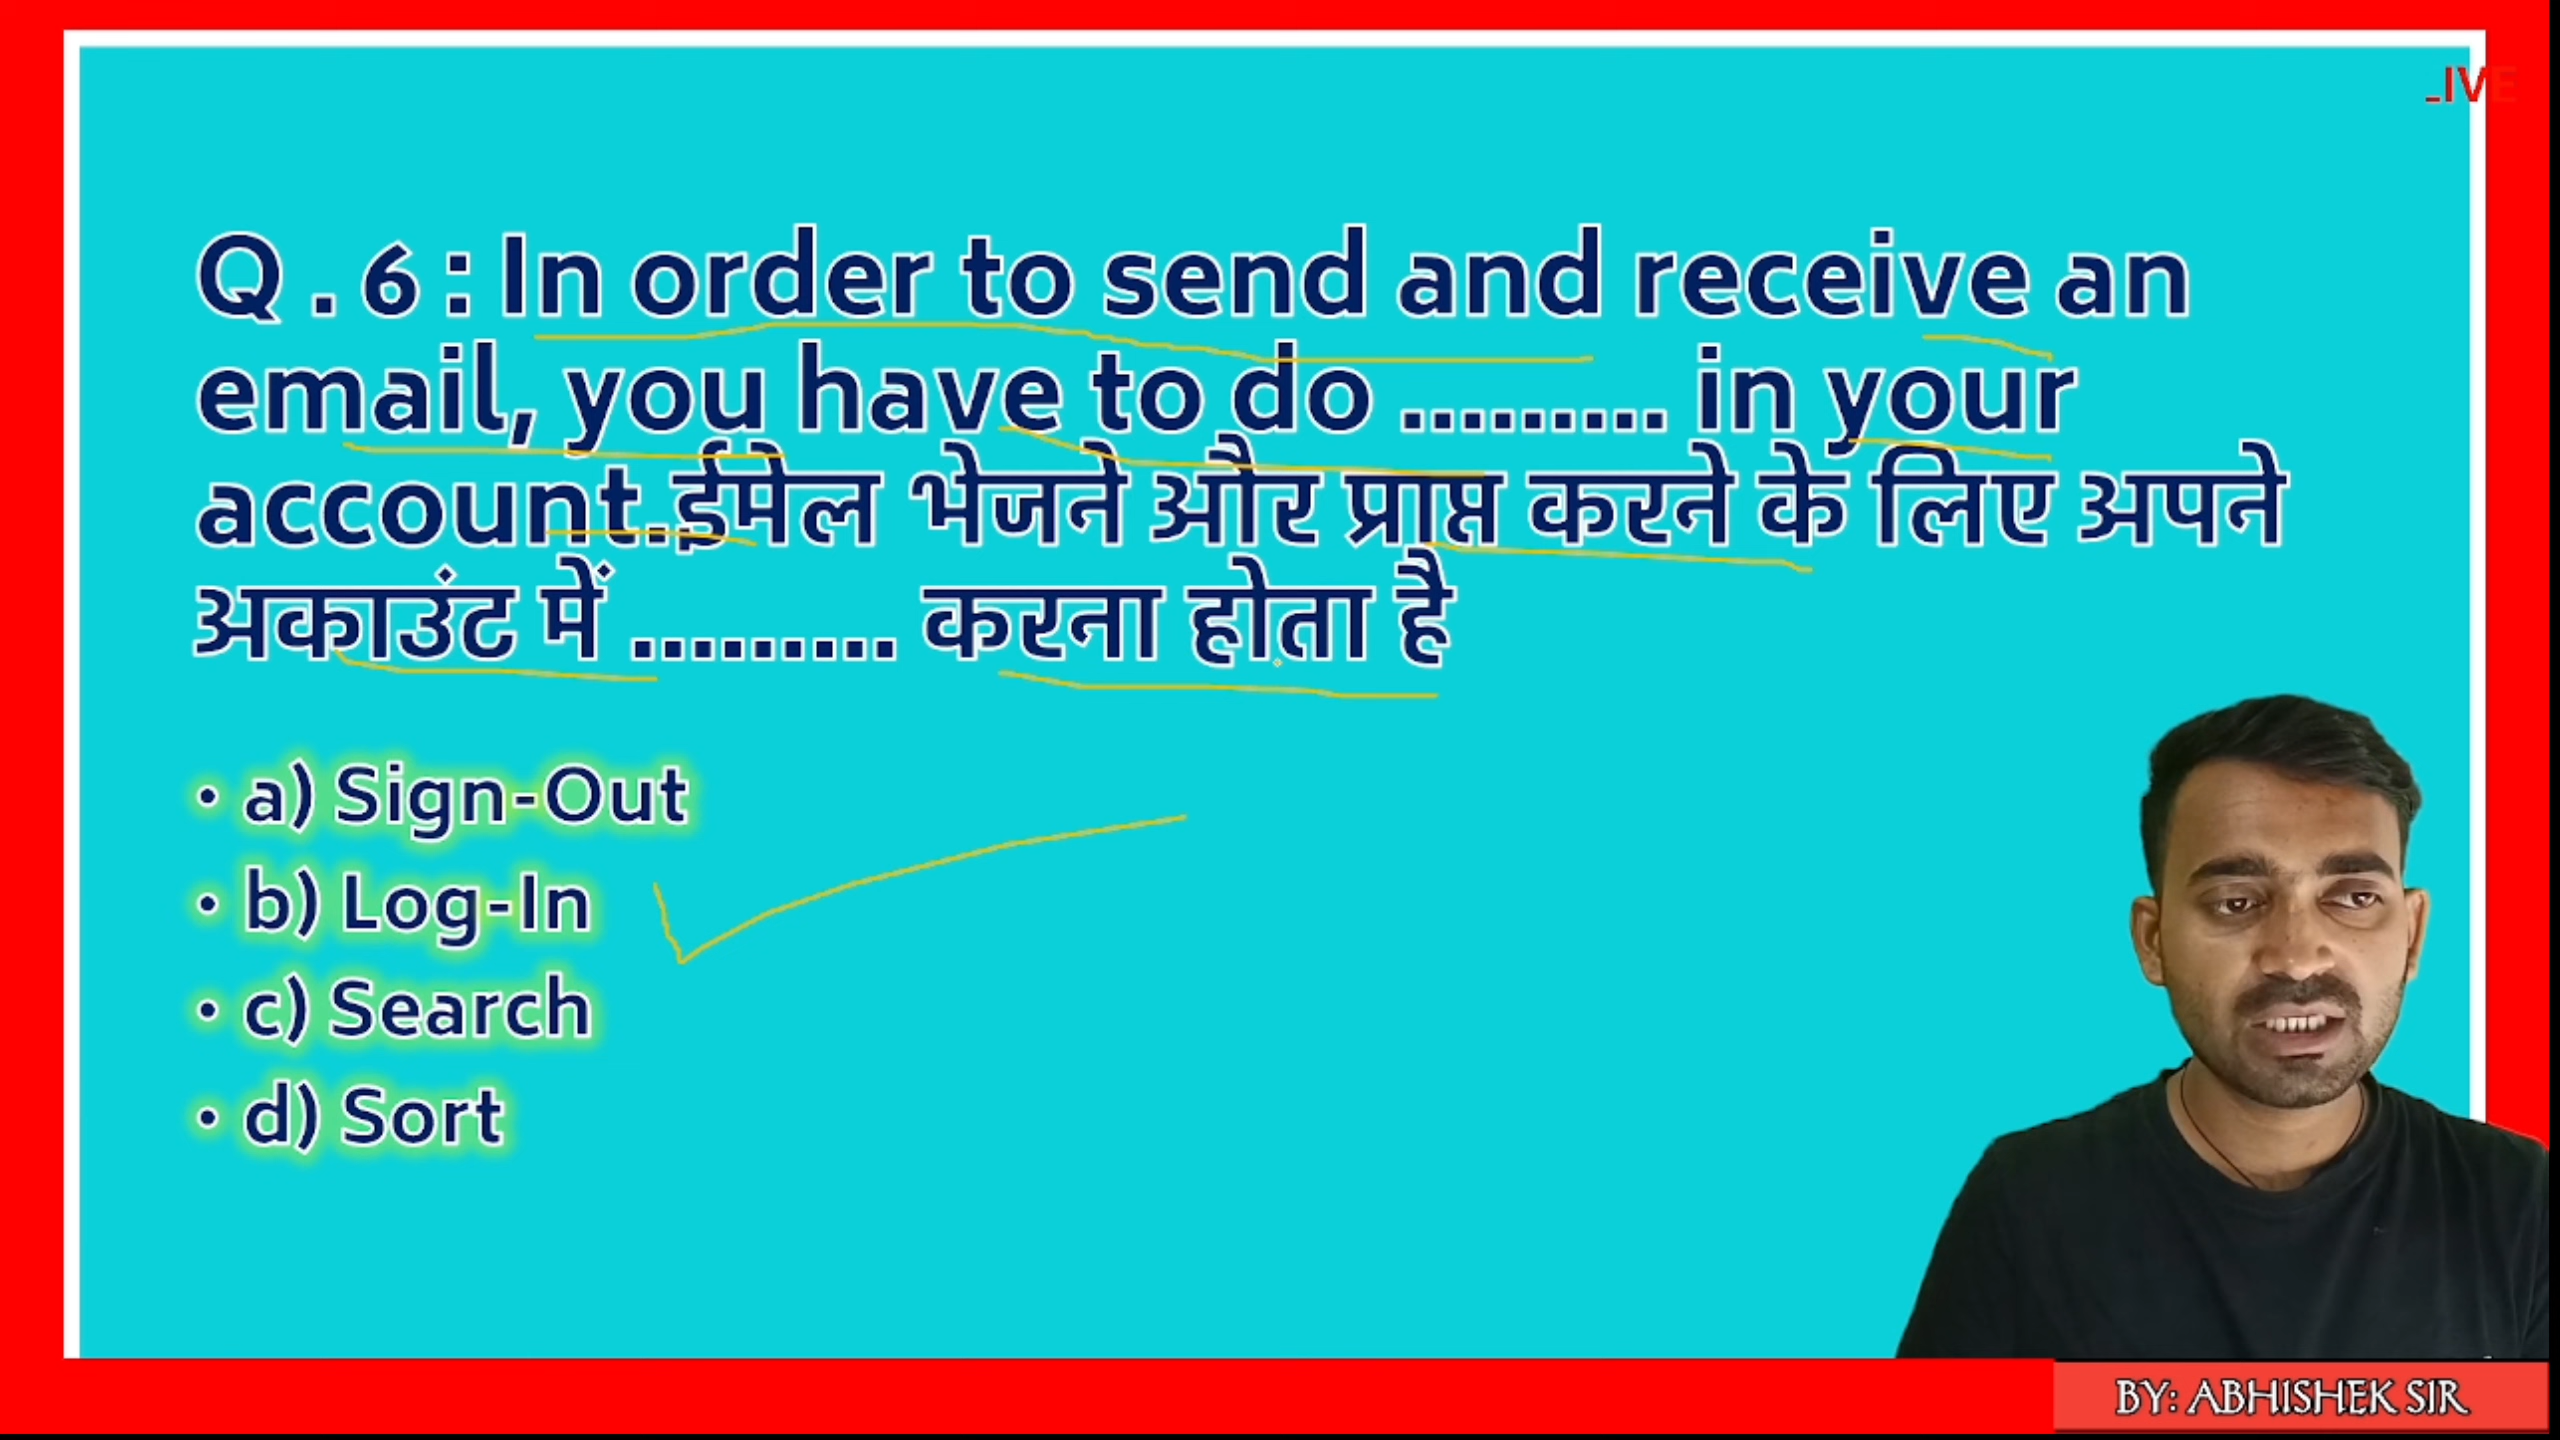 _IVE
Q . 6 : In order to send and receive an
email, you have to do ......... in your
account.ईमेल भेजने और प्राप्त करने के लिए अपने
अकाउंट में ......... करना होता है
• a) Sign-Out
• b) Log-In
• c) Search
• d) Sort
BY: ABHISHEK SIR